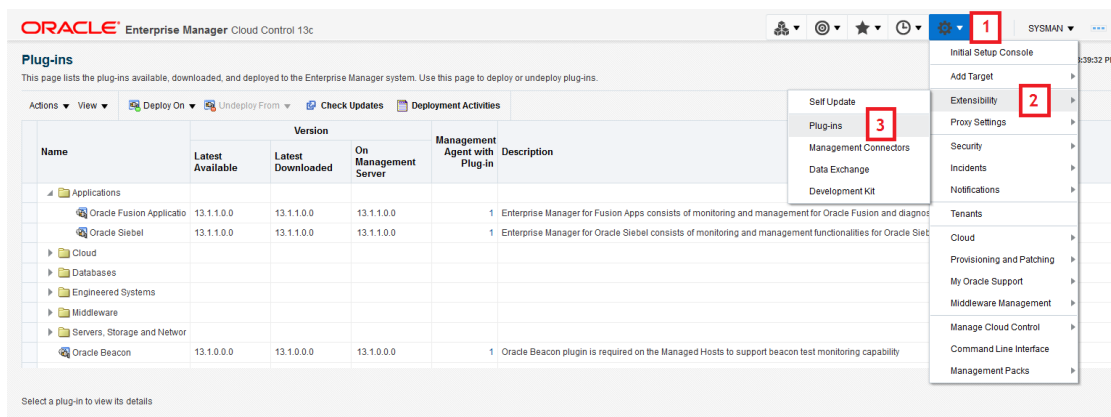 ORACLE Enterprise Manager Cloud Control 13c
1
SYSMAN
Plug-ins
:39:32 P
This page lists the plug-ins available, downloaded, and deployed to the Enterprise Manager system. Use this page to deploy or undeploy plug-ins.
Actions View Deploy On Undeploy From Check Updates Deployment Activities
Name
Version
Latest Available
Latest Downloaded
On Management Server
Management Agent with Plug-in
Description
Applications
Oracle Fusion Applicatio 13.1.1.0.0 13.1.1.0.0 13.1.1.0.0 1 Enterprise Manager for Fusion Apps consists of monitoring and management for Oracle Fusion and diagnos
Oracle Siebel 13.1.1.0.0 13.1.1.0.0 13.1.1.0.0 1 Enterprise Manager for Oracle Siebel consists of monitoring and management functionalities for Oracle Sieb
Cloud
Databases
Engineered Systems
Middleware
Servers, Storage and Networ
Oracle Beacon 13.1.0.0.0 13.1.0.0.0 13.1.0.0.0 1 Oracle Beacon plugin is required on the Managed Hosts to support beacon test monitoring capability
Select a plug-in to view its details
Initial Setup Console
Add Target
Extensibility 2
Proxy Settings
Security
Incidents
Notifications
Tenants
Cloud
Provisioning and Patching
My Oracle Support
Middleware Management
Manage Cloud Control
Command Line Interface
Management Packs
Self Update
Plug-ins 3
Management Connectors
Data Exchange
Development Kit